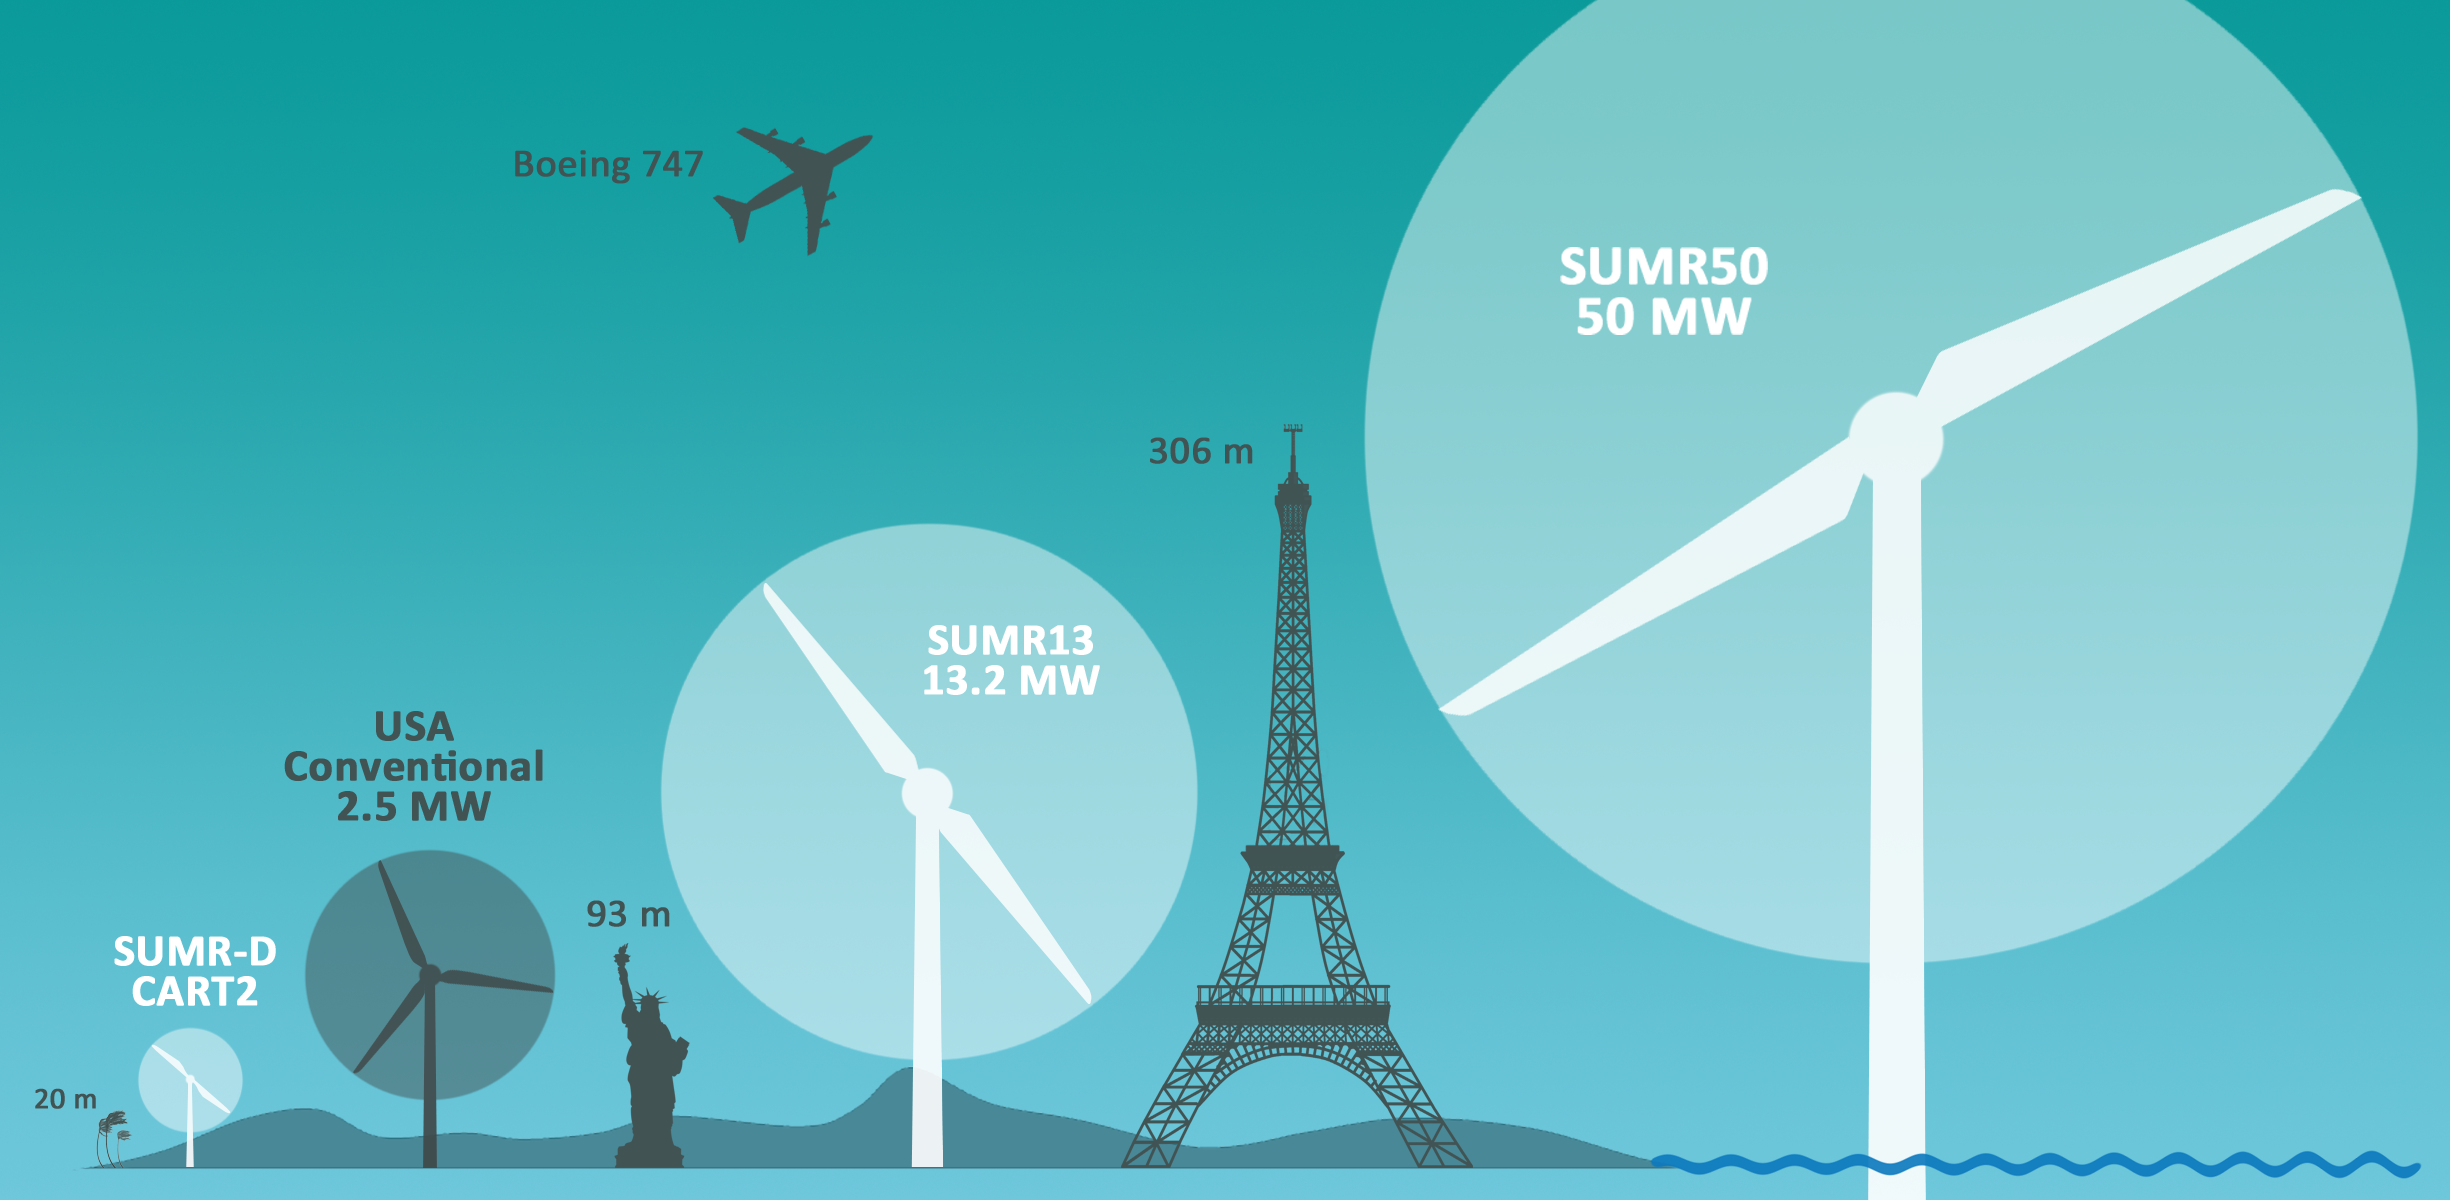 Boeing 747
SUMR50
50 MW
306 m
SUMR13
13.2 MW
USA
Conventional
2.5 MW
93 m
SUMR-D
CART2
20 m